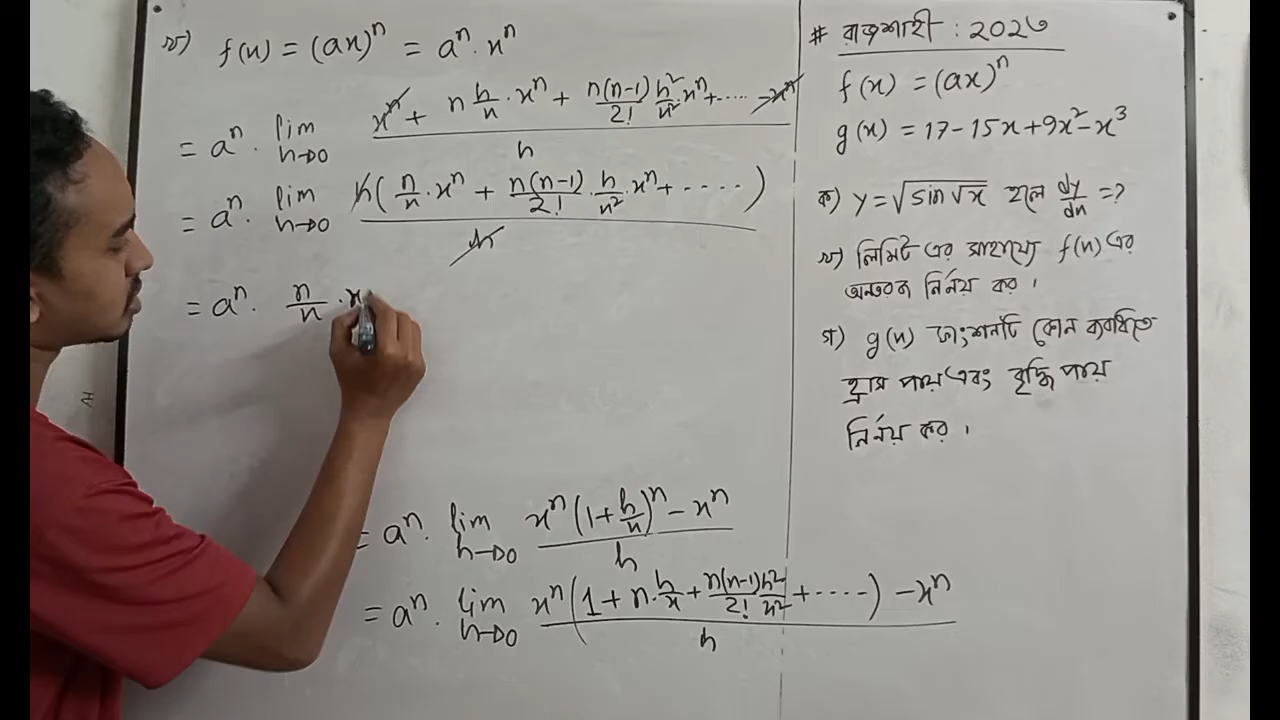 খ) f(x) = (ax)ⁿ = aⁿ. xⁿ
= aⁿ. lim h→0 (xⁿ + n h/x . xⁿ + n(n-1)/2! h²/x² xⁿ + ..... - xⁿ) / h
= aⁿ. lim h→0 h(n/x . xⁿ + n(n-1)/2! . h/x² . xⁿ + ....) / h
= aⁿ. n/x . x
= aⁿ. lim h→0 (xⁿ(1 + h/x)ⁿ - xⁿ) / h
= aⁿ. lim h→0 (xⁿ(1 + n . h/x + n(n-1)/2! h²/x² + ....) - xⁿ) / h
# রাজশাহী : ২০২৩
f(x) = (ax)ⁿ
g(x) = 17 - 15x + 9x² - x³
ক) y = √(sin √x) হলে dy/dx = ?
খ) লিমিট এর সাহায্যে f(x) এর
অন্তরজ নির্নয় কর ।
গ) g(x) ফাংশনটি কোন ব্যবধিতে
হ্রাস পায় এবং বৃদ্ধি পায়
নির্নয় কর ।